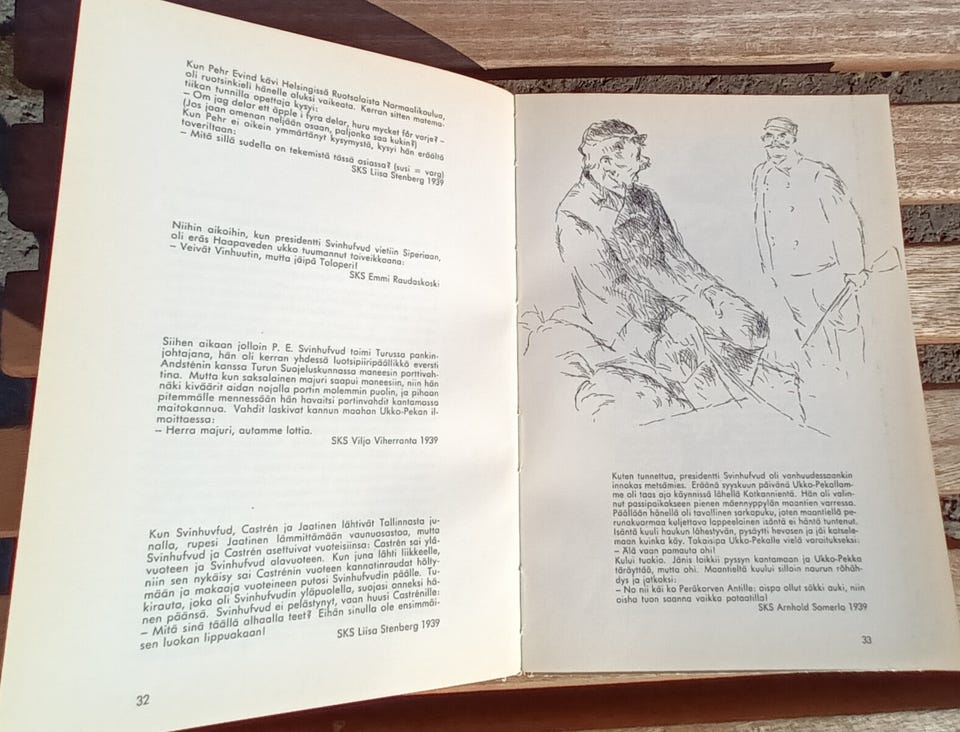 Kun Pehr Evind kävi Helsingissä Ruotsalaista Normaalikoulua,
oli ruotsinkieli hänelle aluksi vaikeata. Kerran sitten matema-
tiikan tunnilla opettaja kysyi:
– Om jag delar ett äpple i fyra delar, huru mycket får varje? –
(Jos jaan omenan neljään osaan, paljonko saa kukin?)
Kun Pehr ei oikein ymmärtänyt kysymystä, kysyi hän eräältä
toveriltaan:
– Mitä sillä sudella on tekemistä tässä asiassa? (susi = varg)
SKS Liisa Stenberg 1939
Niihin aikoihin, kun presidentti Svinhufvud vietiin Siperiaan,
oli eräs Haapaveden ukko tuumannut toiveikkaana:
– Veivät Vinhuutin, mutta jäipä Toloperi!
SKS Emmi Raudaskoski
Siihen aikaan jolloin P. E. Svinhufvud toimi Turussa pankin-
johtajana, hän oli kerran yhdessä luotsipiiripäällikkö eversti
Andsténin kanssa Turun Suojeluskunnassa maneesin porttivah-
tina. Mutta kun saksalainen majuri saapui maneesiin, niin hän
näki kiväärit aidan nojalla portin molemmin puolin, ja pihaan
pitemmälle mennessään hän havaitsi portinvahdit kantamassa
maitokannua. Vahdit laskivat kannun maahan Ukko-Pekan il-
moittaessa:
– Herra majuri, autamme lottia.
SKS Viljo Viherranta 1939
Kun Svinhuvfud, Castrén ja Jaatinen lähtivät Tallinnasta ju-
nalla, rupesi Jaatinen lämmittämään vaunuosastoa, mutta
Svinhufvud ja Castrén asettuivat vuoteisiinsa: Castrén sai ylä-
vuoteen ja Svinhufvud alavuoteen. Kun juna lähti liikkeelle,
niin sen nykäisy sai Castrénin vuoteen kannatinraudat hölly-
mään ja makaaja vuoteineen putosi Svinhufvudin päälle. Tu-
kirauta, joka oli Svinhufvudin yläpuolella, suojasi onneksi hä-
nen päänsä. Svinhufvud ei pelästynyt, vaan huusi Castrénille:
– Mitä sinä täällä alhaalla teet? Eihän sinulla ole ensimmäi-
sen luokan lippuakaan!
SKS Liisa Stenberg 1939
32
Kuten tunnettua, presidentti Svinhufvud oli vanhuudessaankin
innokas metsämies. Eräänä syyskuun päivänä Ukko-Pekallam-
me oli taas ajo käynnissä lähellä Kotkanientä. Hän oli valin-
nut passipaikakseen pienen männenyppylän maantien varressa.
Päällään hänellä oli tavallinen sarkapuku, joten maantiellä pe-
runakuormaa kuljettava lappeelainen isäntä ei häntä tuntenut.
Isäntä kuuli haukun lähestyvän, pysäytti hevosen ja jäi katsele-
maan kuinka käy. Tokaisipa Ukko-Pekalle vielä varoitukseksi:
– Älä vaan pamauta ohi!
Kului tuokio. Jänis loikkii pyssyn kantamaan ja Ukko-Pekka
täräyttää, mutta ohi. Maantieltä kuului silloin naurun röhäh-
dys ja jatkoksi:
– No nii käi ko Peräkorven Antille: oispa ollut säkki auki, niin
oisha tuon saanna vaikka potaatilla!
SKS Arnhold Somerla 1939
33